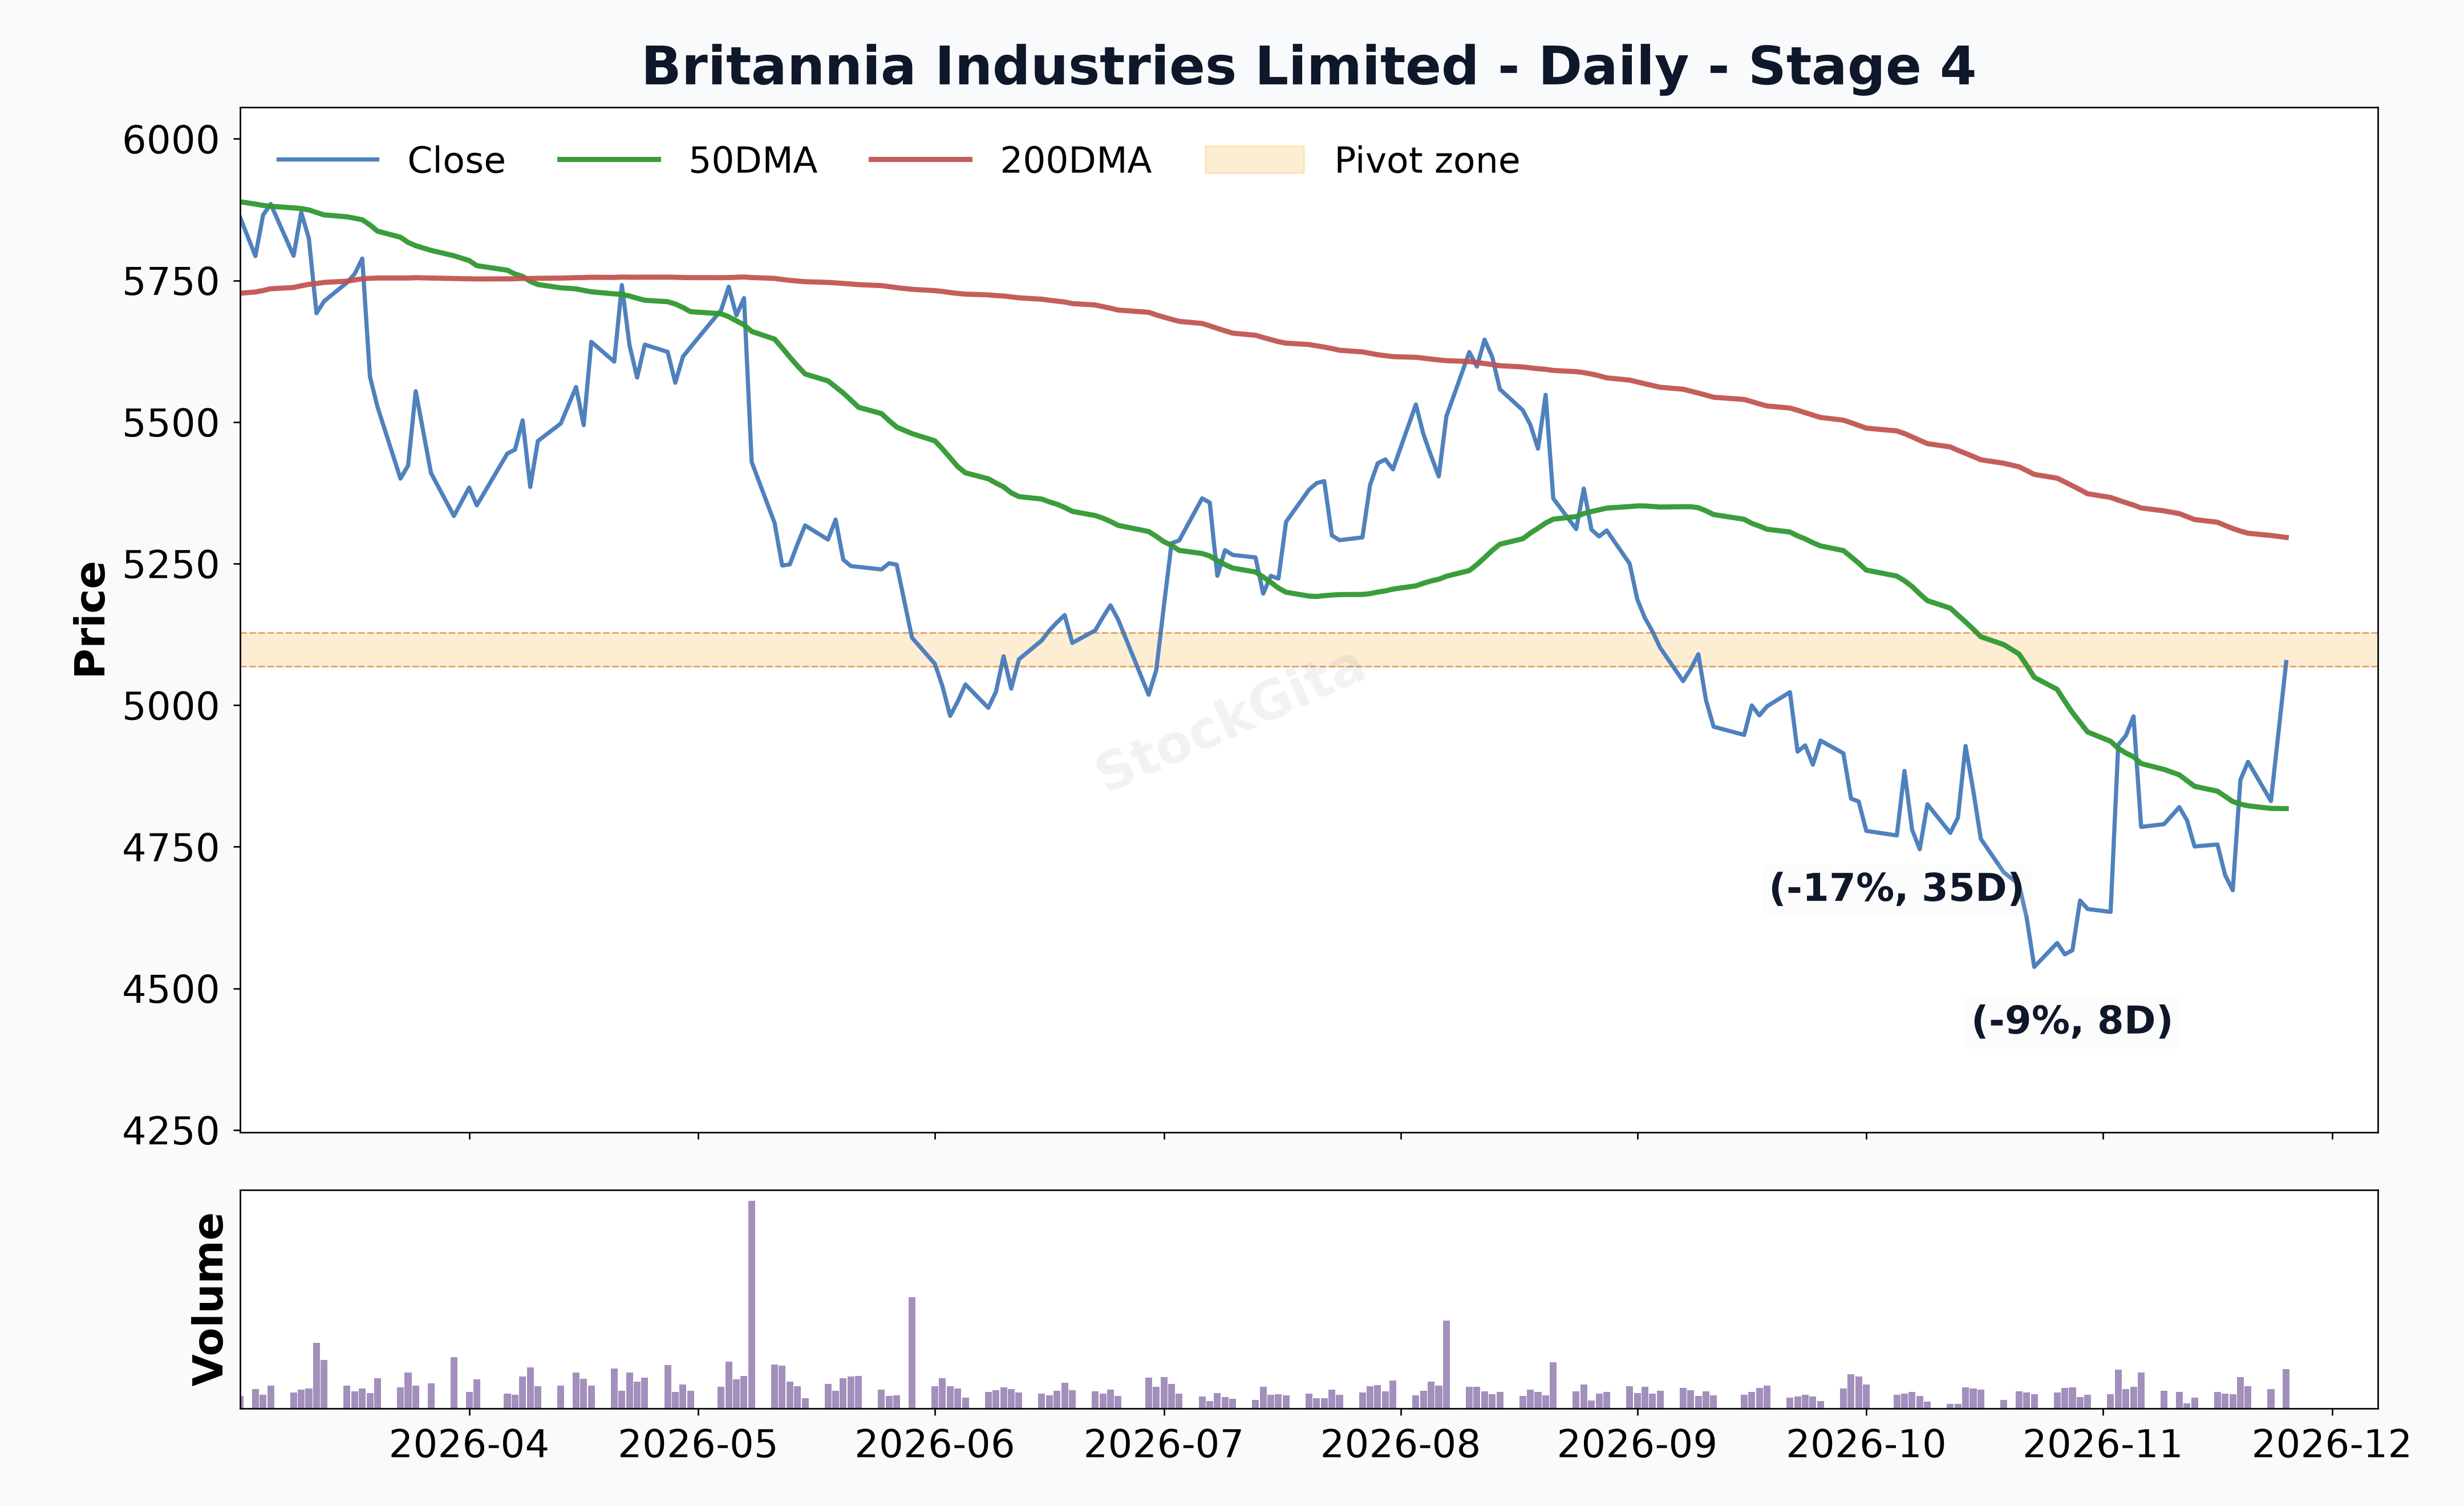 Britannia Industries Limited - Daily - Stage 4
Close 50DMA 200DMA Pivot zone
Price
6000
5750
5500
5250
5000
4750
4500
4250
StockGita
(-17%, 35D)
(-9%, 8D)
Volume
2026-04 2026-05 2026-06 2026-07 2026-08 2026-09 2026-10 2026-11 2026-12